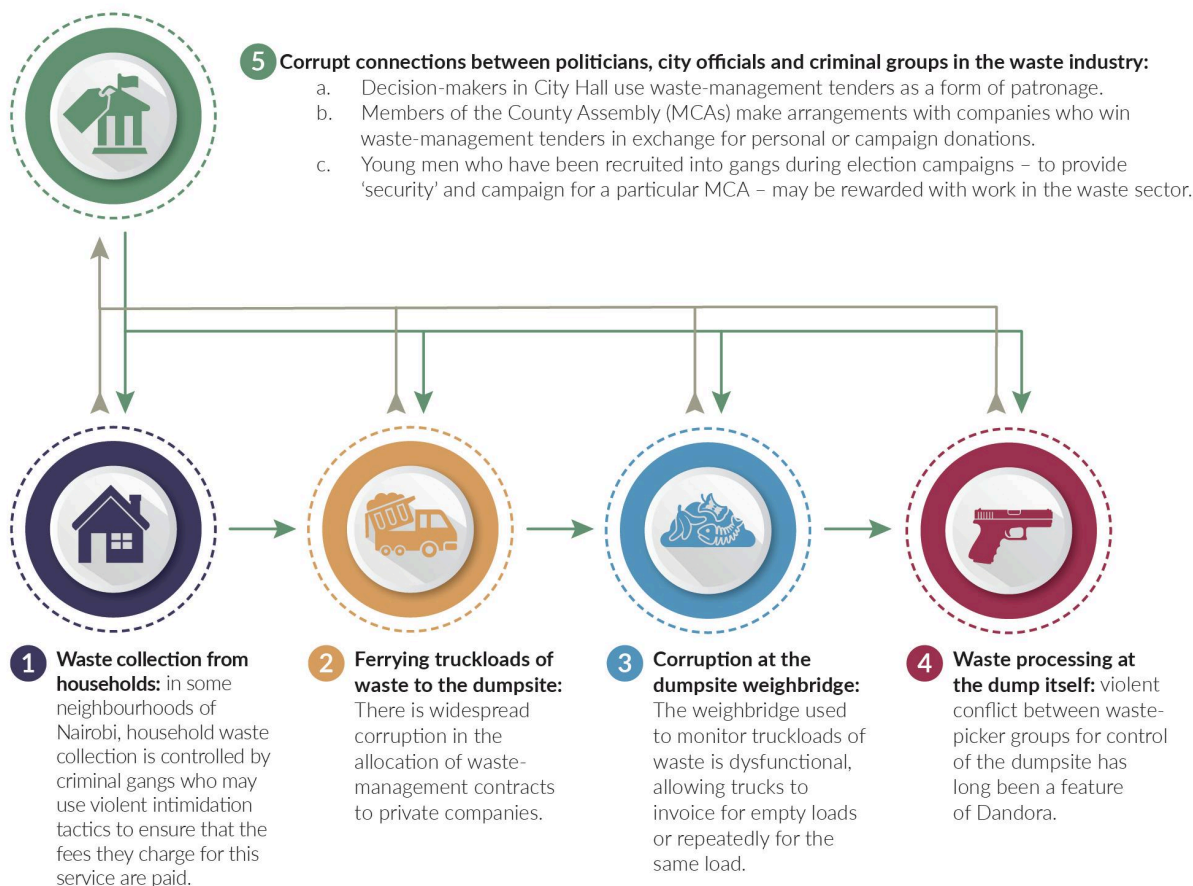 5 Corrupt connections between politicians, city officials and criminal groups in the waste industry:
a. Decision-makers in City Hall use waste-management tenders as a form of patronage.
b. Members of the County Assembly (MCAs) make arrangements with companies who win
waste-management tenders in exchange for personal or campaign donations.
c. Young men who have been recruited into gangs during election campaigns – to provide
‘security’ and campaign for a particular MCA – may be rewarded with work in the waste sector.
1 Waste collection from
households: in some
neighbourhoods of
Nairobi, household waste
collection is controlled by
criminal gangs who may
use violent intimidation
tactics to ensure that the
fees they charge for this
service are paid.
2 Ferrying truckloads of
waste to the dumpsite:
There is widespread
corruption in the
allocation of waste-
management contracts
to private companies.
3 Corruption at the
dumpsite weighbridge:
The weighbridge used
to monitor truckloads of
waste is dysfunctional,
allowing trucks to
invoice for empty loads
or repeatedly for the
same load.
4 Waste processing at
the dump itself: violent
conflict between waste-
picker groups for control
of the dumpsite has
long been a feature
of Dandora.